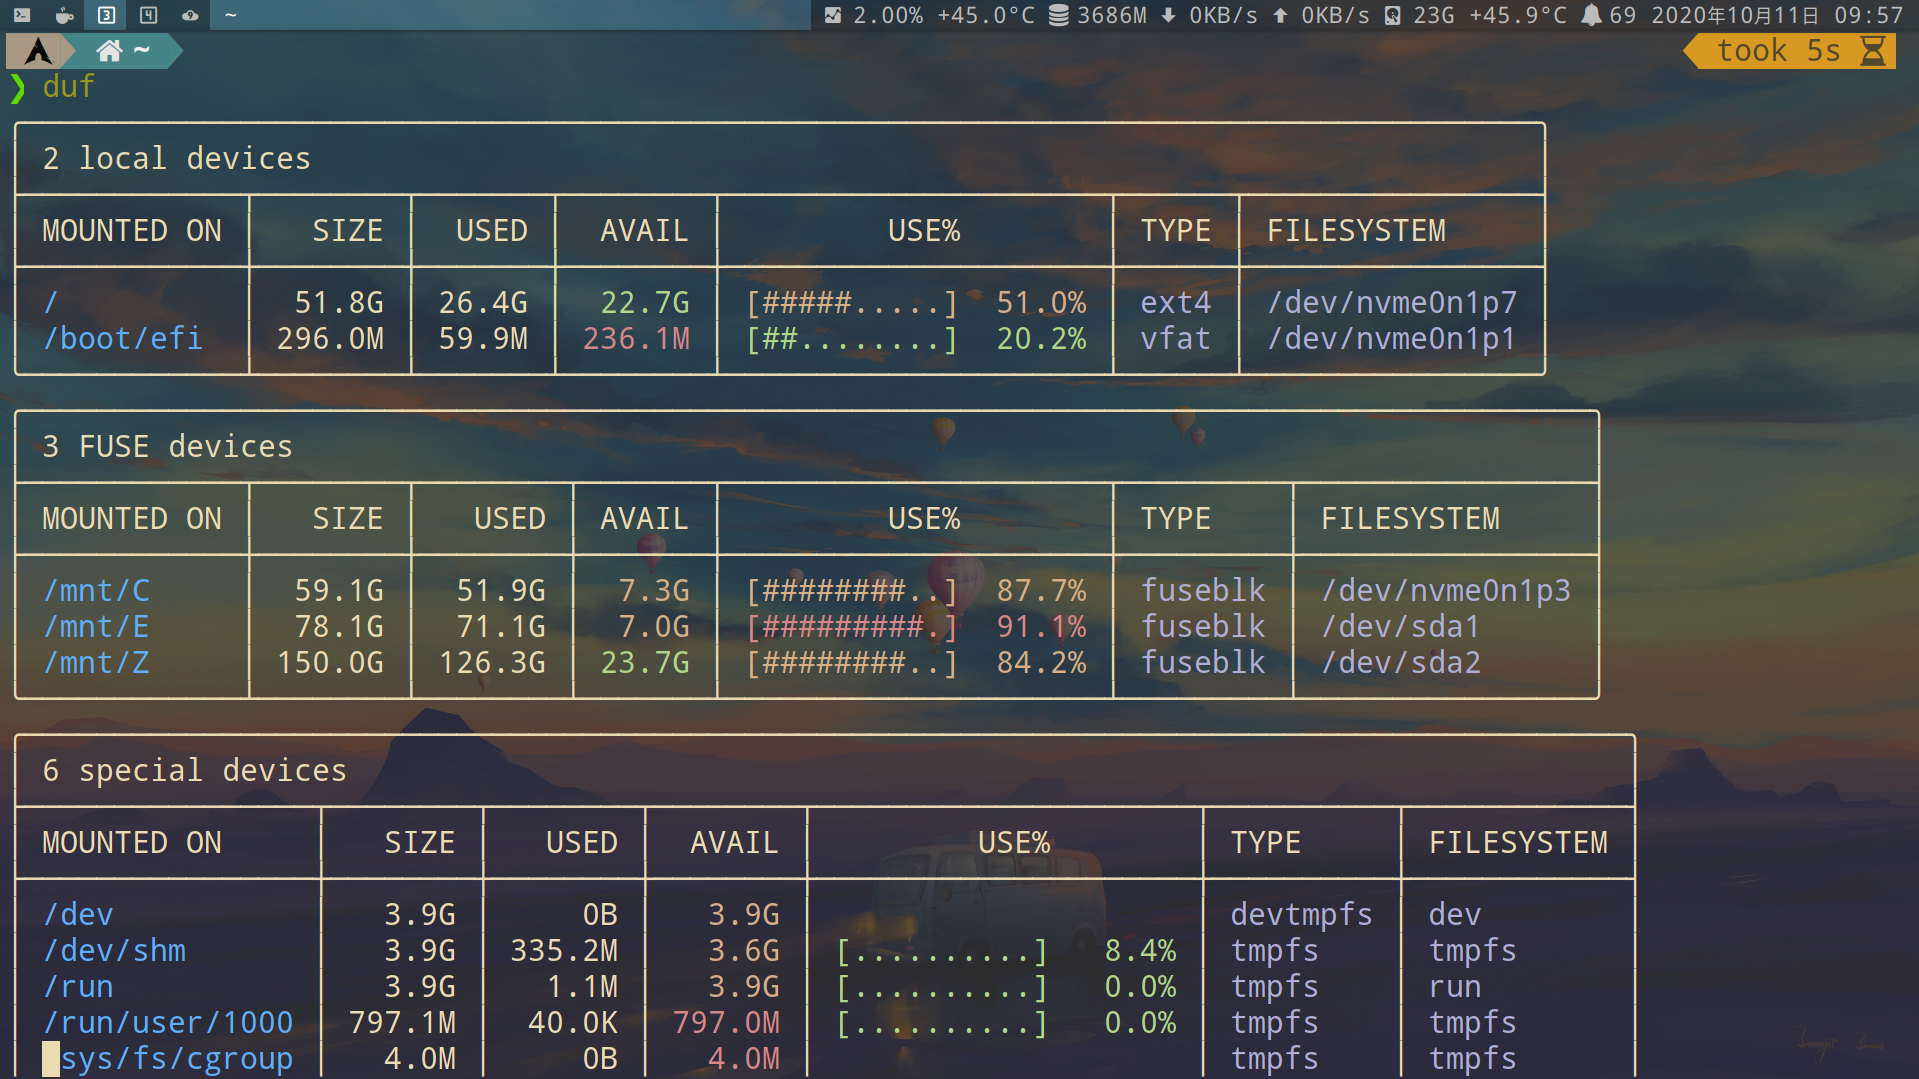 3 4 ~ 2.00% +45.0°C 3686M 0KB/s 0KB/s 23G +45.9°C 69 2020年10月11日 09:57
~ took 5s
❯ duf
2 local devices
MOUNTED ON SIZE USED AVAIL USE% TYPE FILESYSTEM
/ 51.8G 26.4G 22.7G [#####.....] 51.0% ext4 /dev/nvme0n1p7
/boot/efi 296.0M 59.9M 236.1M [##........] 20.2% vfat /dev/nvme0n1p1
3 FUSE devices
MOUNTED ON SIZE USED AVAIL USE% TYPE FILESYSTEM
/mnt/C 59.1G 51.9G 7.3G [########..] 87.7% fuseblk /dev/nvme0n1p3
/mnt/E 78.1G 71.1G 7.0G [#########.] 91.1% fuseblk /dev/sda1
/mnt/Z 150.0G 126.3G 23.7G [########..] 84.2% fuseblk /dev/sda2
6 special devices
MOUNTED ON SIZE USED AVAIL USE% TYPE FILESYSTEM
/dev 3.9G 0B 3.9G devtmpfs dev
/dev/shm 3.9G 335.2M 3.6G [..........] 8.4% tmpfs tmpfs
/run 3.9G 1.1M 3.9G [..........] 0.0% tmpfs run
/run/user/1000 797.1M 40.0K 797.0M [..........] 0.0% tmpfs tmpfs
sys/fs/cgroup 4.0M 0B 4.0M tmpfs tmpfs